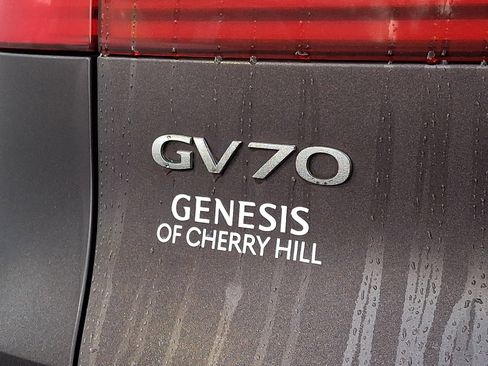 GV70
GENESIS
OF CHERRY HILL